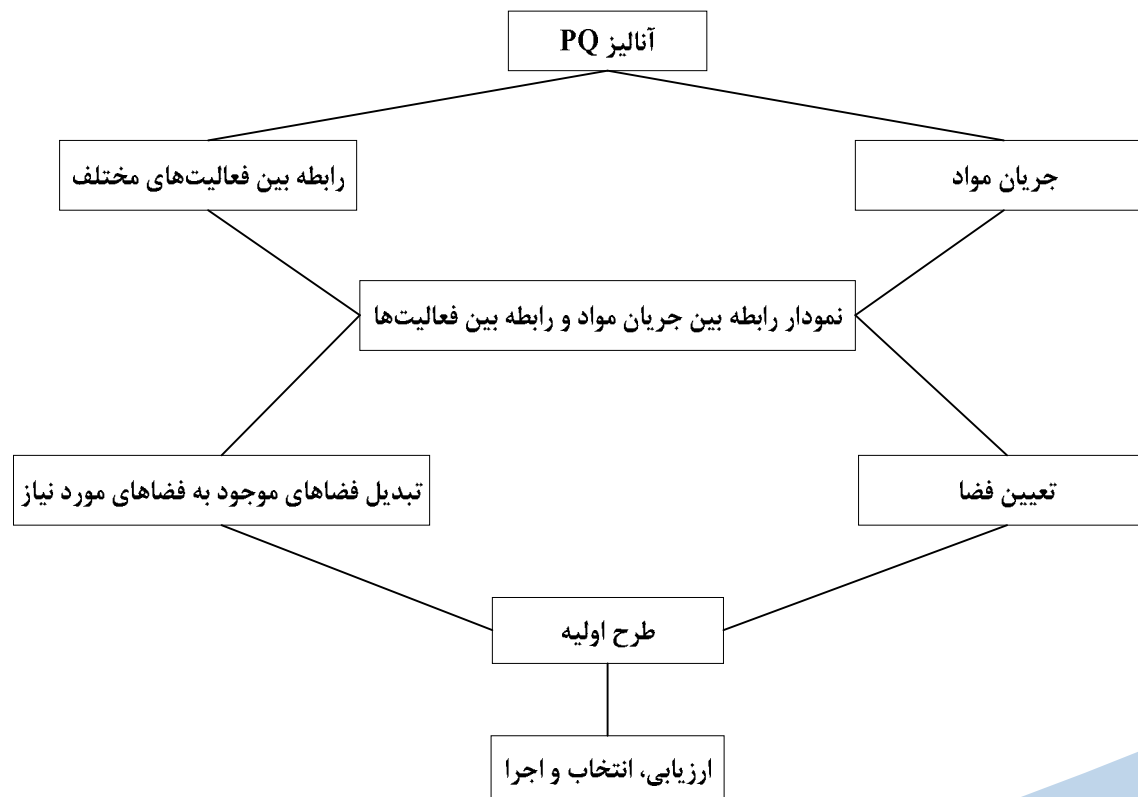 آنالیز PQ
جریان مواد
رابطه بین فعالیت‌های مختلف
نمودار رابطه بین جریان مواد و رابطه بین فعالیت‌ها
تعیین فضا
تبدیل فضاهای موجود به فضاهای مورد نیاز
طرح اولیه
ارزیابی، انتخاب و اجرا